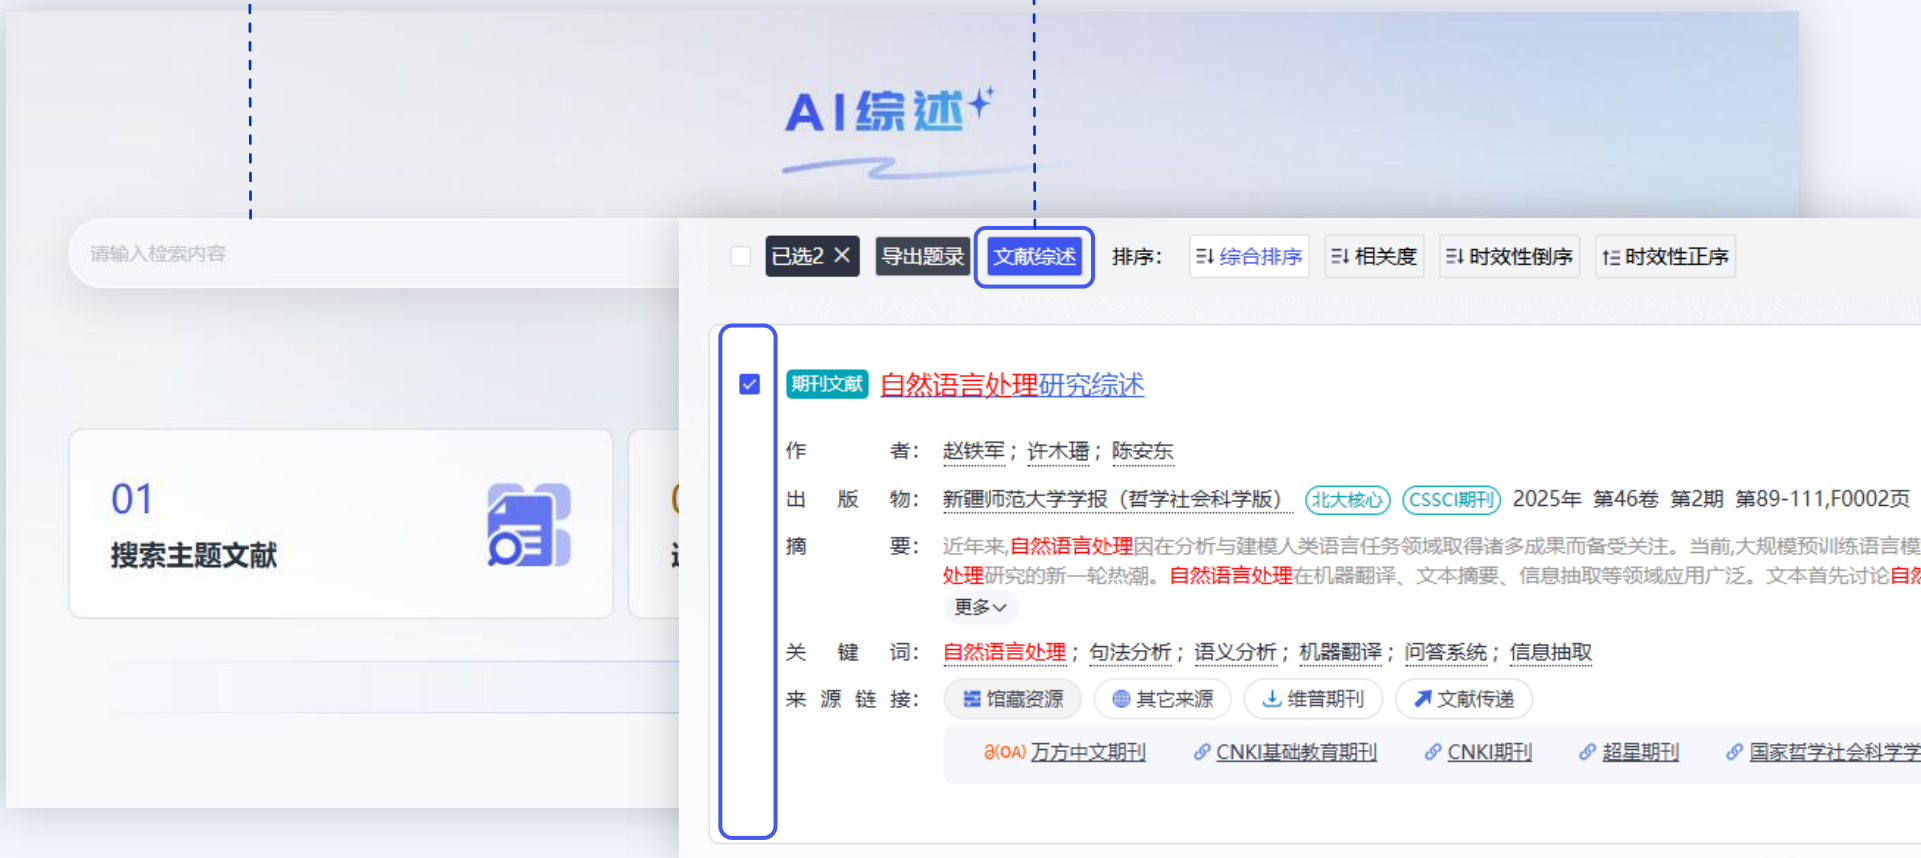 AI综述
请输入检索内容
01
搜索主题文献
已选2 × 导出题录 文献综述 排序： 综合排序 相关度 时效性倒序 时效性正序
期刊文献 自然语言处理研究综述
作者： 赵铁军； 许木璠； 陈安东
出版物： 新疆师范大学学报（哲学社会科学版） 北大核心 CSSCI期刊 2025年 第46卷 第2期 第89-111,F0002页
摘要： 近年来,自然语言处理因在分析与建模人类语言任务领域取得诸多成果而备受关注。当前,大规模预训练语言模
处理研究的新一轮热潮。自然语言处理在机器翻译、文本摘要、信息抽取等领域应用广泛。文本首先讨论自然
更多
关键词： 自然语言处理； 句法分析； 语义分析； 机器翻译； 问答系统； 信息抽取
来源链接： 馆藏资源 其它来源 维普期刊 文献传递
(OA) 万方中文期刊 CNKI基础教育期刊 CNKI期刊 超星期刊 国家哲学社会科学学